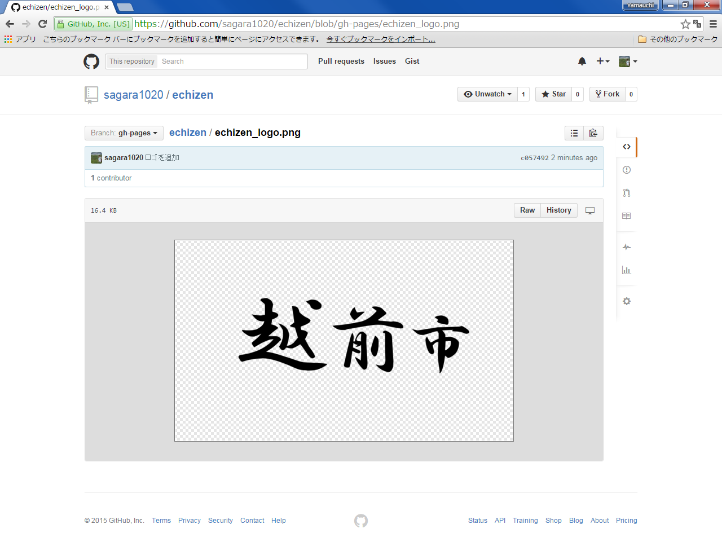 echizen/echizen_logo.png
Yamauchi
GitHub, Inc. [US] https://github.com/sagara1020/echizen/blob/gh-pages/echizen_logo.png
アプリ こちらのブックマーク バーにブックマークを追加すると簡単にページにアクセスできます。 今すぐブックマークをインポート... その他のブックマーク
This repository Search Pull requests Issues Gist
sagara1020 / echizen Unwatch 1 Star 0 Fork 0
Branch: gh-pages echizen / echizen_logo.png
sagara1020 ロゴを追加 c057492 2 minutes ago
1 contributor
16.4 KB Raw History
越前市
© 2015 GitHub, Inc. Terms Privacy Security Contact Help Status API Training Shop Blog About Pricing